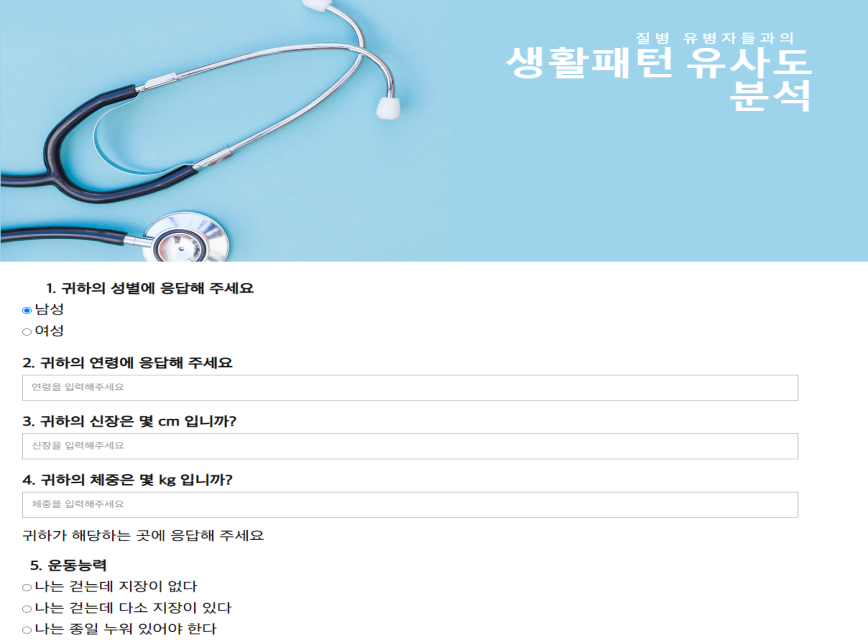 질병 유병자들과의
생활패턴 유사도
분석
1. 귀하의 성별에 응답해 주세요
남성
여성
2. 귀하의 연령에 응답해 주세요
연령을 입력해주세요
3. 귀하의 신장은 몇 cm 입니까?
신장을 입력해주세요
4. 귀하의 체중은 몇 kg 입니까?
체중을 입력해주세요
귀하가 해당하는 곳에 응답해 주세요
5. 운동능력
나는 걷는데 지장이 없다
나는 걷는데 다소 지장이 있다
나는 종일 누워 있어야 한다